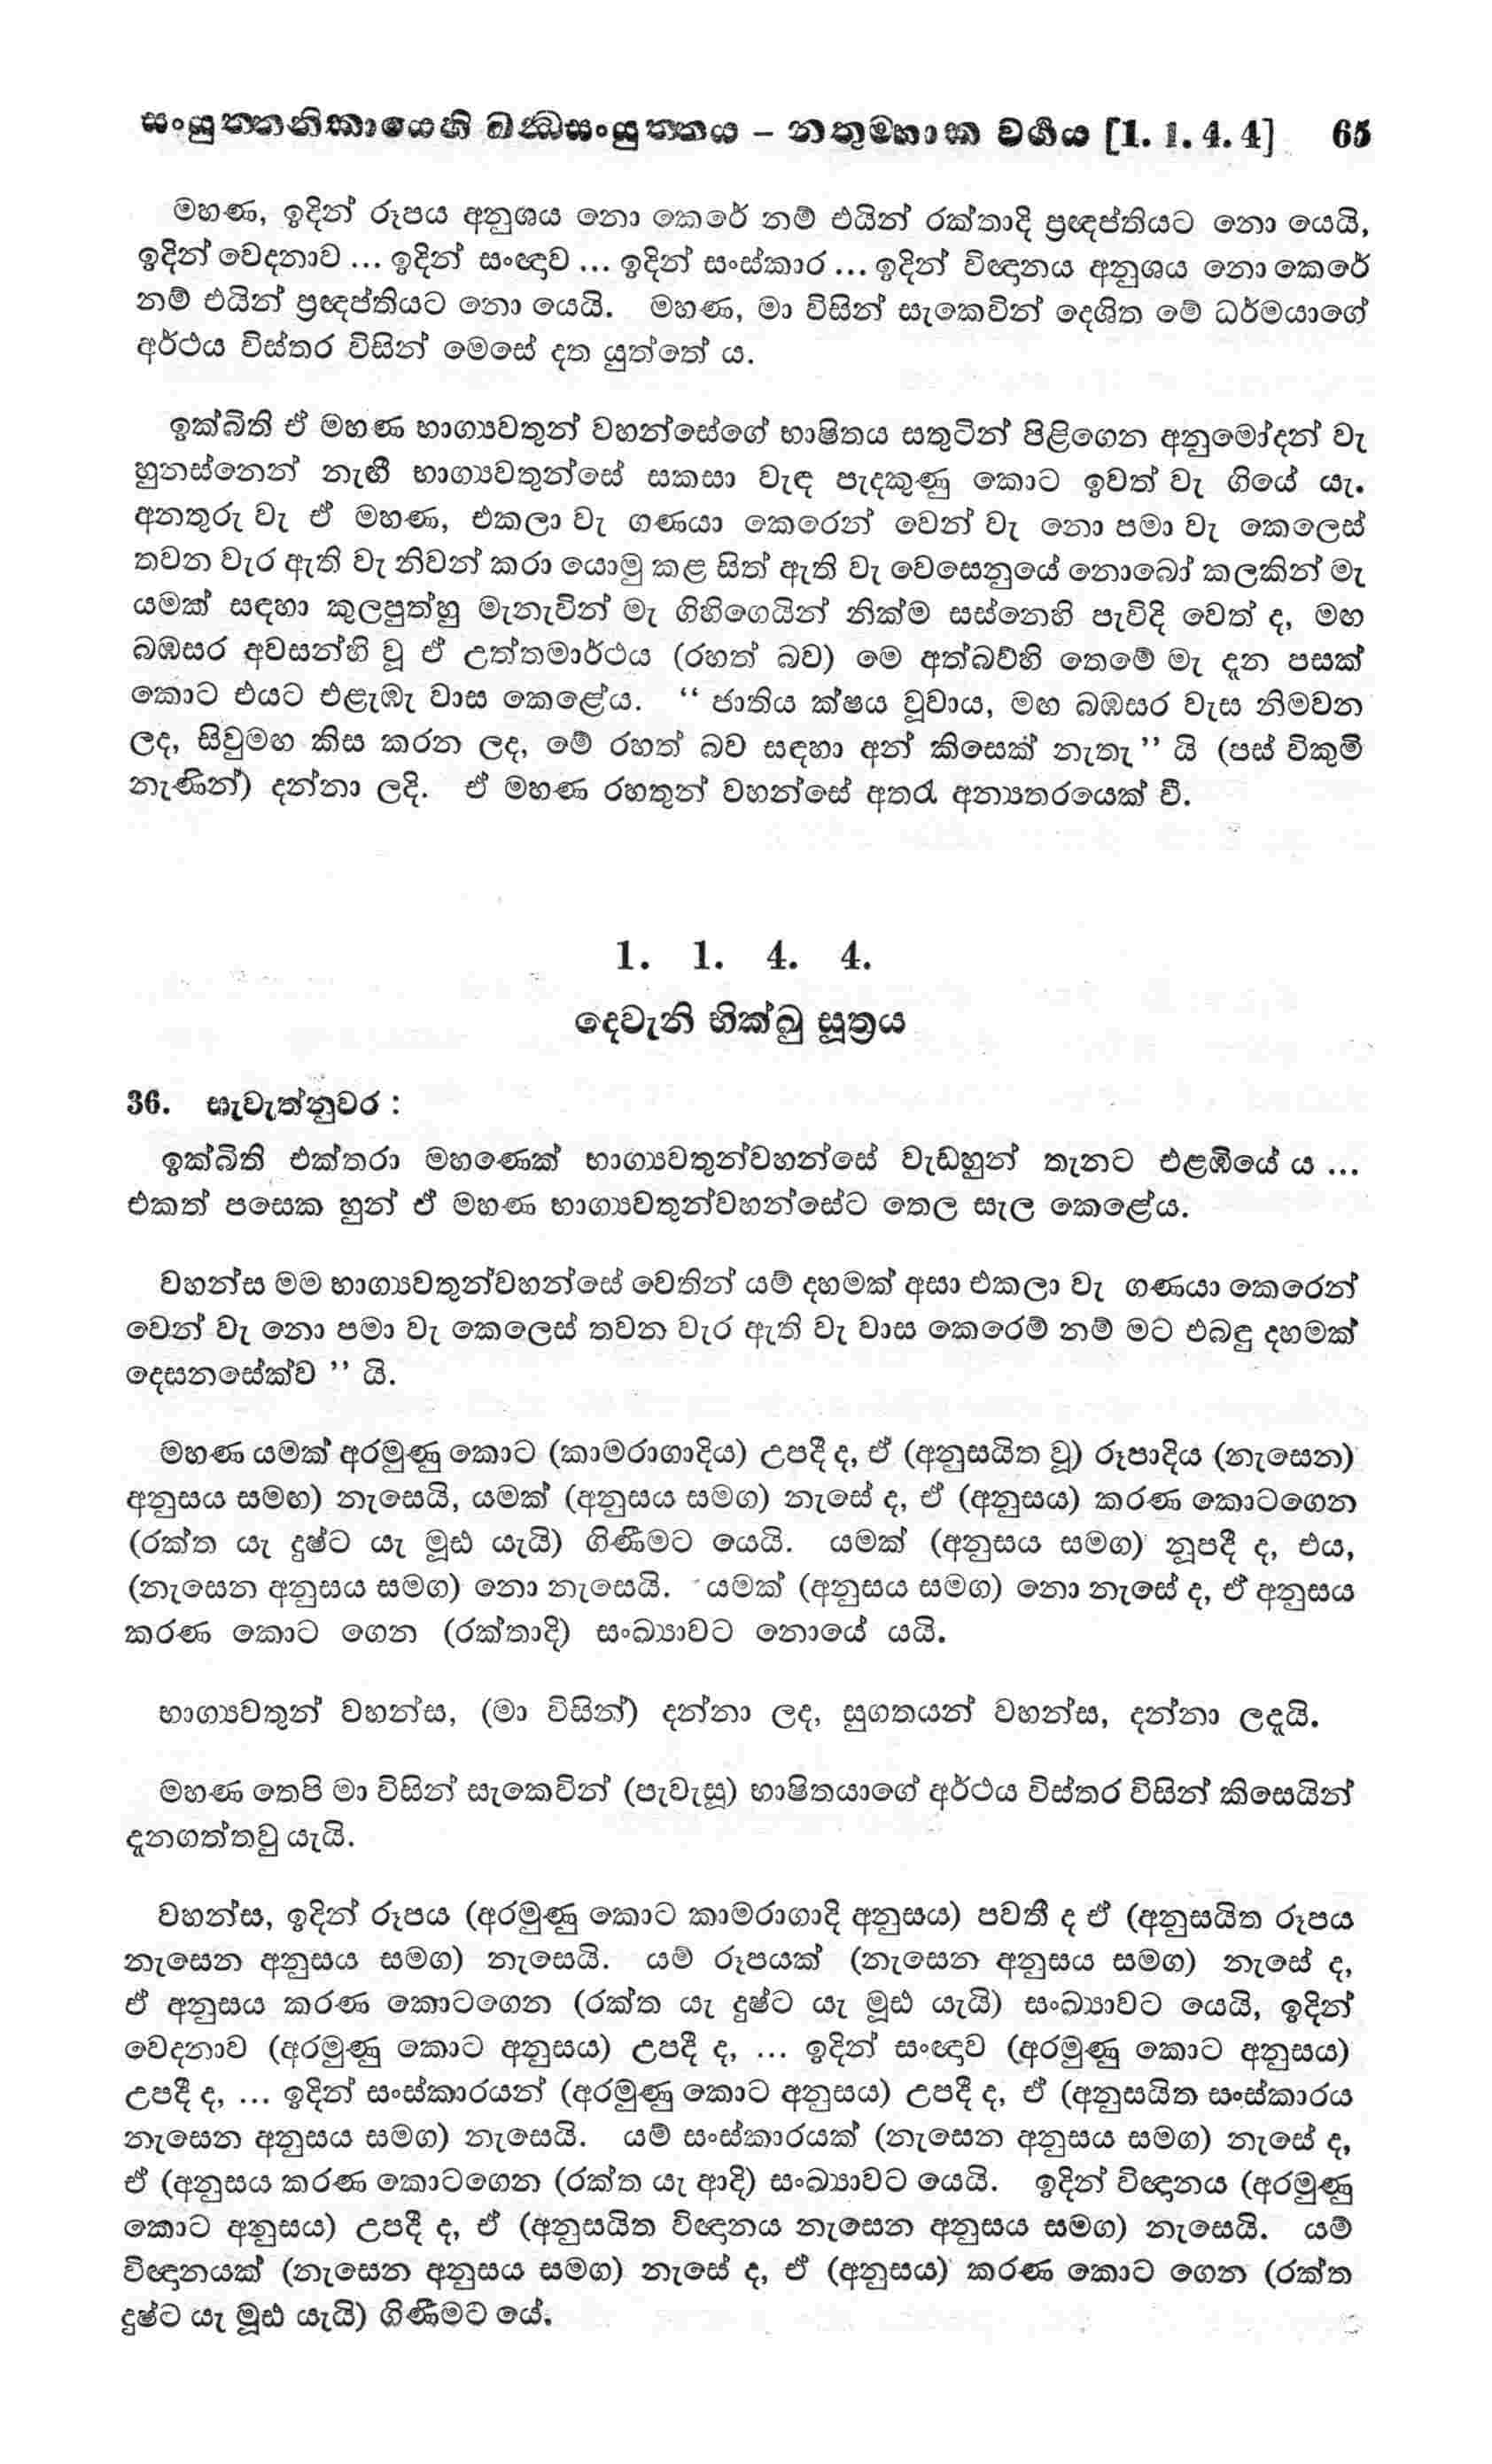 සංයුත්තනිකායෙහි ඛන්ධසංයුත්තය – නතුම්හාක වර්ගය [1. 1. 4. 4] 65
මහණ, ඉදින් රූපය අනුශය නො කෙරේ නම් එයින් රක්තාදි ප්‍රඥප්තියට නො යෙයි,
ඉදින් වෙදනාව ... ඉදින් සංඥාව ... ඉදින් සංස්කාර ... ඉදින් විඥානය අනුශය නො කෙරේ
නම් එයින් ප්‍රඥප්තියට නො යෙයි. මහණ, මා විසින් සැකෙවින් දෙශිත මේ ධර්මයාගේ
අර්ථය විස්තර විසින් මෙසේ දත යුත්තේ ය.
ඉක්බිති ඒ මහණ භාග්‍යවතුන් වහන්සේගේ භාෂිතය සතුටින් පිළිගෙන අනුමෝදන් වැ
හුනස්නෙන් නැඟී භාග්‍යවතුන්සේ සකසා වැඳ පැදකුණු කොට ඉවත් වැ ගියේ යැ.
අනතුරු වැ ඒ මහණ, එකලා වැ ගණයා කෙරෙන් වෙන් වැ නො පමා වැ කෙලෙස්
තවන වැර ඇති වැ නිවන් කරා යොමු කළ සිත් ඇති වැ වෙසෙනුයේ නොබෝ කලකින් මැ
යමක් සඳහා කුලපුත්හු මැනැවින් මැ ගිහිගෙයින් නික්ම සස්නෙහි පැවිදි වෙත් ද, මඟ
බඹසර අවසන්හි වූ ඒ උත්තමාර්ථය (රහත් බව) මෙ අත්බව්හි තෙමේ මැ දැන පසක්
කොට එයට එළැඹැ වාස කෙළේය. “ ජාතිය ක්ෂය වූවාය, මඟ බඹසර වැස නිමවන
ලද, සිවුමඟ කිස කරන ලද, මේ රහත් බව සඳහා අන් කිසෙක් නැතැ ” යි (පස් විකුම්
නැණින්) දන්නා ලදි. ඒ මහණ රහතුන් වහන්සේ අතරැ අන්‍යතරයෙක් වී.
1. 1. 4. 4.
දෙවැනි භික්ඛු සූත්‍රය
36. සැවැත්නුවර :
ඉක්බිති එක්තරා මහණෙක් භාග්‍යවතුන්වහන්සේ වැඩහුන් තැනට එළඹියේ ය ...
එකත් පසෙක හුන් ඒ මහණ භාග්‍යවතුන්වහන්සේට තෙල සැල කෙළේය.
වහන්ස මම භාග්‍යවතුන්වහන්සේ වෙතින් යම් දහමක් අසා එකලා වැ ගණයා කෙරෙන්
වෙන් වැ නො පමා වැ කෙලෙස් තවන වැර ඇති වැ වාස කෙරෙම් නම් මට එබඳු දහමක්
දෙසනසේක්ව ” යි.
මහණ යමක් අරමුණු කොට (කාමරාගාදිය) උපදී ද, ඒ (අනුසයිත වූ) රූපාදිය (නැසෙන)
අනුසය සමඟ) නැසෙයි, යමක් (අනුසය සමග) නැසේ ද, ඒ (අනුසය) කරණ කොටගෙන
(රක්ත යැ දුෂ්ට යැ මූඪ යැයි) ගිණීමට යෙයි. යමක් (අනුසය සමග) නූපදී ද, එය,
(නැසෙන අනුසය සමග) නො නැසෙයි. යමක් (අනුසය සමග) නො නැසේ ද, ඒ අනුසය
කරණ කොට ගෙන (රක්තාදි) සංඛ්‍යාවට නොයේ යයි.
භාග්‍යවතුන් වහන්ස, (මා විසින්) දන්නා ලද, සුගතයන් වහන්ස, දන්නා ලදැයි.
මහණ තෙපි මා විසින් සැකෙවින් (පැවැසූ) භාෂිතයාගේ අර්ථය විස්තර විසින් කිසෙයින්
දැනගත්තවු යැයි.
වහන්ස, ඉදින් රූපය (අරමුණු කොට කාමරාගාදි අනුසය) පවතී ද ඒ (අනුසයිත රූපය
නැසෙන අනුසය සමග) නැසෙයි. යම් රූපයක් (නැසෙන අනුසය සමග) නැසේ ද,
ඒ අනුසය කරණ කොටගෙන (රක්ත යැ දුෂ්ට යැ මූඪ යැයි) සංඛ්‍යාවට යෙයි, ඉදින්
වෙදනාව (අරමුණු කොට අනුසය) උපදී ද, ... ඉදින් සංඥාව (අරමුණු කොට අනුසය)
උපදී ද, ... ඉදින් සංස්කාරයන් (අරමුණු කොට අනුසය) උපදී ද, ඒ (අනුසයිත සංස්කාරය
නැසෙන අනුසය සමග) නැසෙයි. යම් සංස්කාරයක් (නැසෙන අනුසය සමග) නැසේ ද,
ඒ (අනුසය කරණ කොටගෙන (රක්ත යැ ආදි) සංඛ්‍යාවට යෙයි. ඉදින් විඥානය (අරමුණු
කොට අනුසය) උපදී ද, ඒ (අනුසයිත විඥානය නැසෙන අනුසය සමග) නැසෙයි. යම්
විඥානයක් (නැසෙන අනුසය සමග) නැසේ ද, ඒ (අනුසය) කරණ කොට ගෙන (රක්ත
දුෂ්ට යැ මූඪ යැයි) ගිණීමට යේ.